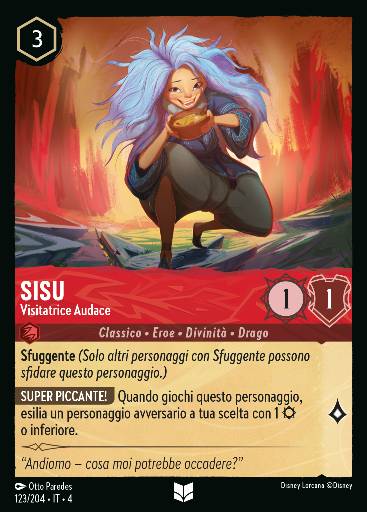 3
SISU
Visitatrice Audace
1
1
Classico • Eroe • Divinità • Drago
Sfuggente (Solo altri personaggi con Sfuggente possono
sfidare questo personaggio.)
SUPER PICCANTE! Quando giochi questo personaggio,
esilia un personaggio avversario a tua scelta con 1
o inferiore.
“Andiomo – cosa moi potrebbe occadere?”
Otto Paredes
Disney Lorcana ©Disney
123/204 • IT • 4